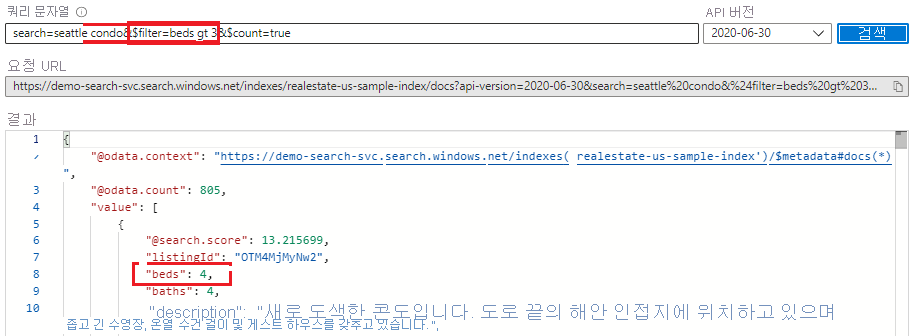 쿼리 문자열
API 버전
search=seattle condo&$filter=beds gt 3&$count=true
2020-06-30
검색
요청 URL
https://demo-search-svc.search.windows.net/indexes/realestate-us-sample-index/docs?api-version=2020-06-30&search=seattle%20condo&%24filter=beds%20gt%203...
결과
1 {
"@odata.context": "https://demo-search-svc.search.windows.net/indexes( realestate-us-sample-index')/$metadata#docs(*)
",
3 "@odata.count": 805,
4 "value": [
5 {
6 "@search.score": 13.215699,
7 "listingId": "OTM4MjMyNw2",
8 "beds": 4,
9 "baths": 4,
10 "description": "새로 도색한 콘도입니다. 도로 끝의 해안 인접지에 위치하고 있으며
좁고 긴 수영장, 온열 수건 걸이 및 게스트 하우스를 갖추고 있습니다.",